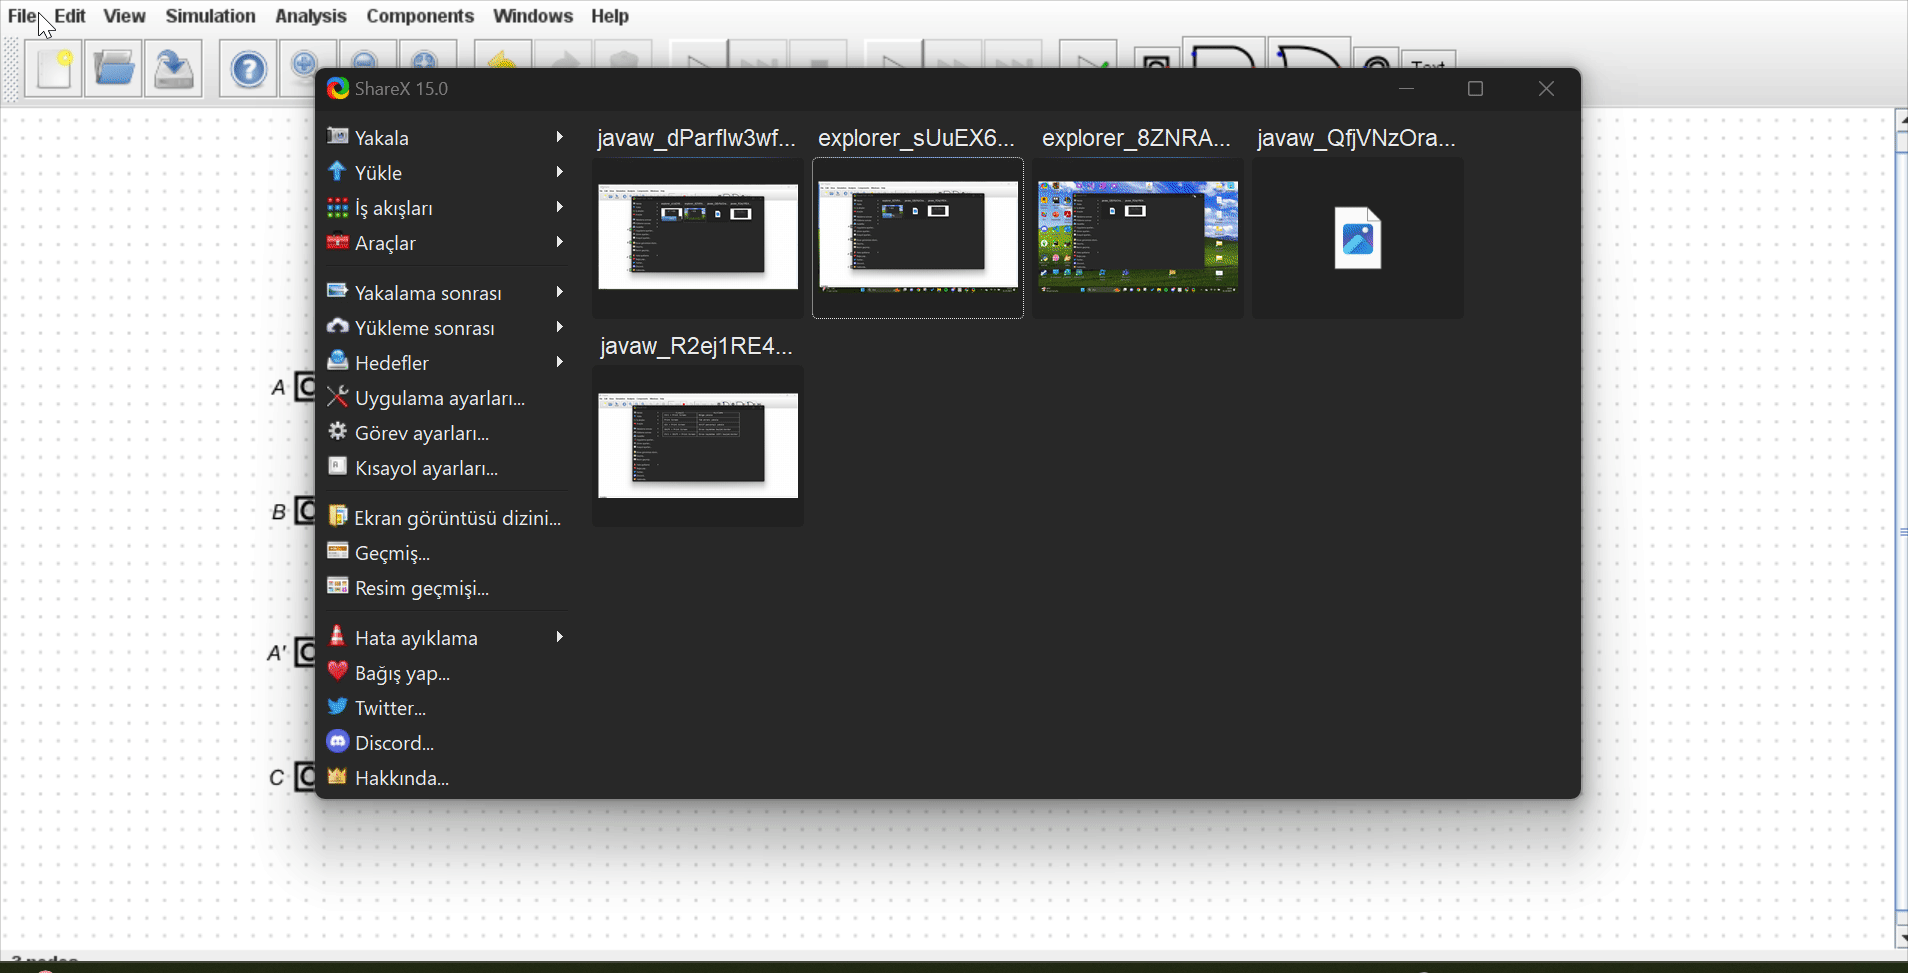 File Edit View Simulation Analysis Components Windows Help
Text
ShareX 15.0
Yakala
Yükle
İş akışları
Araçlar
Yakalama sonrası
Yükleme sonrası
Hedefler
Uygulama ayarları...
Görev ayarları...
Kısayol ayarları...
Ekran görüntüsü dizini...
Geçmiş...
Resim geçmişi...
Hata ayıklama
Bağış yap...
Twitter...
Discord...
Hakkında...
javaw_dParfIw3wf... explorer_sUuEX6... explorer_8ZNRA... javaw_QfjVNzOra...
javaw_R2ej1RE4...
A
B
A'
C